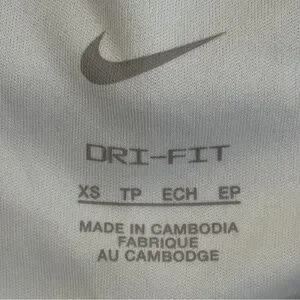 DRI-FIT
XS TP ECH EP
MADE IN CAMBODIA
FABRIQUE
AU CAMBODGE